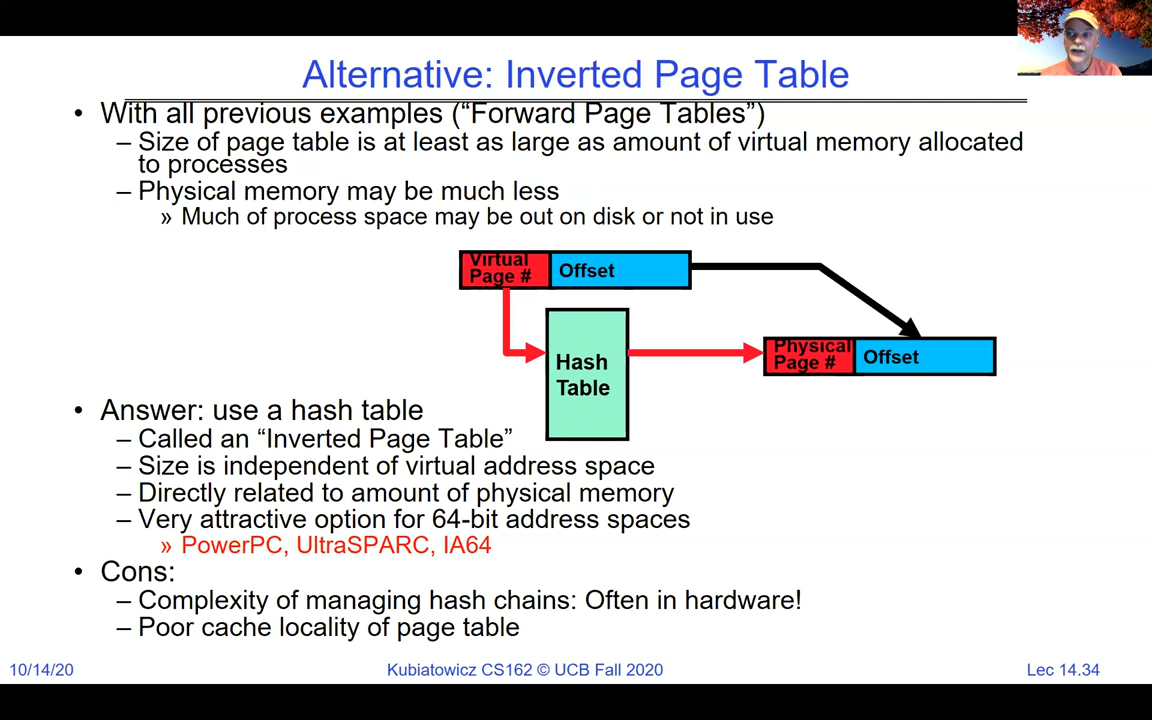 Alternative: Inverted Page Table
• With all previous examples (“Forward Page Tables”)
– Size of page table is at least as large as amount of virtual memory allocated
to processes
– Physical memory may be much less
» Much of process space may be out on disk or not in use
Virtual
Page #
Offset
Hash
Table
Physical
Page #
Offset
• Answer: use a hash table
– Called an “Inverted Page Table”
– Size is independent of virtual address space
– Directly related to amount of physical memory
– Very attractive option for 64-bit address spaces
» PowerPC, UltraSPARC, IA64
• Cons:
– Complexity of managing hash chains: Often in hardware!
– Poor cache locality of page table
10/14/20
Kubiatowicz CS162 © UCB Fall 2020
Lec 14.34